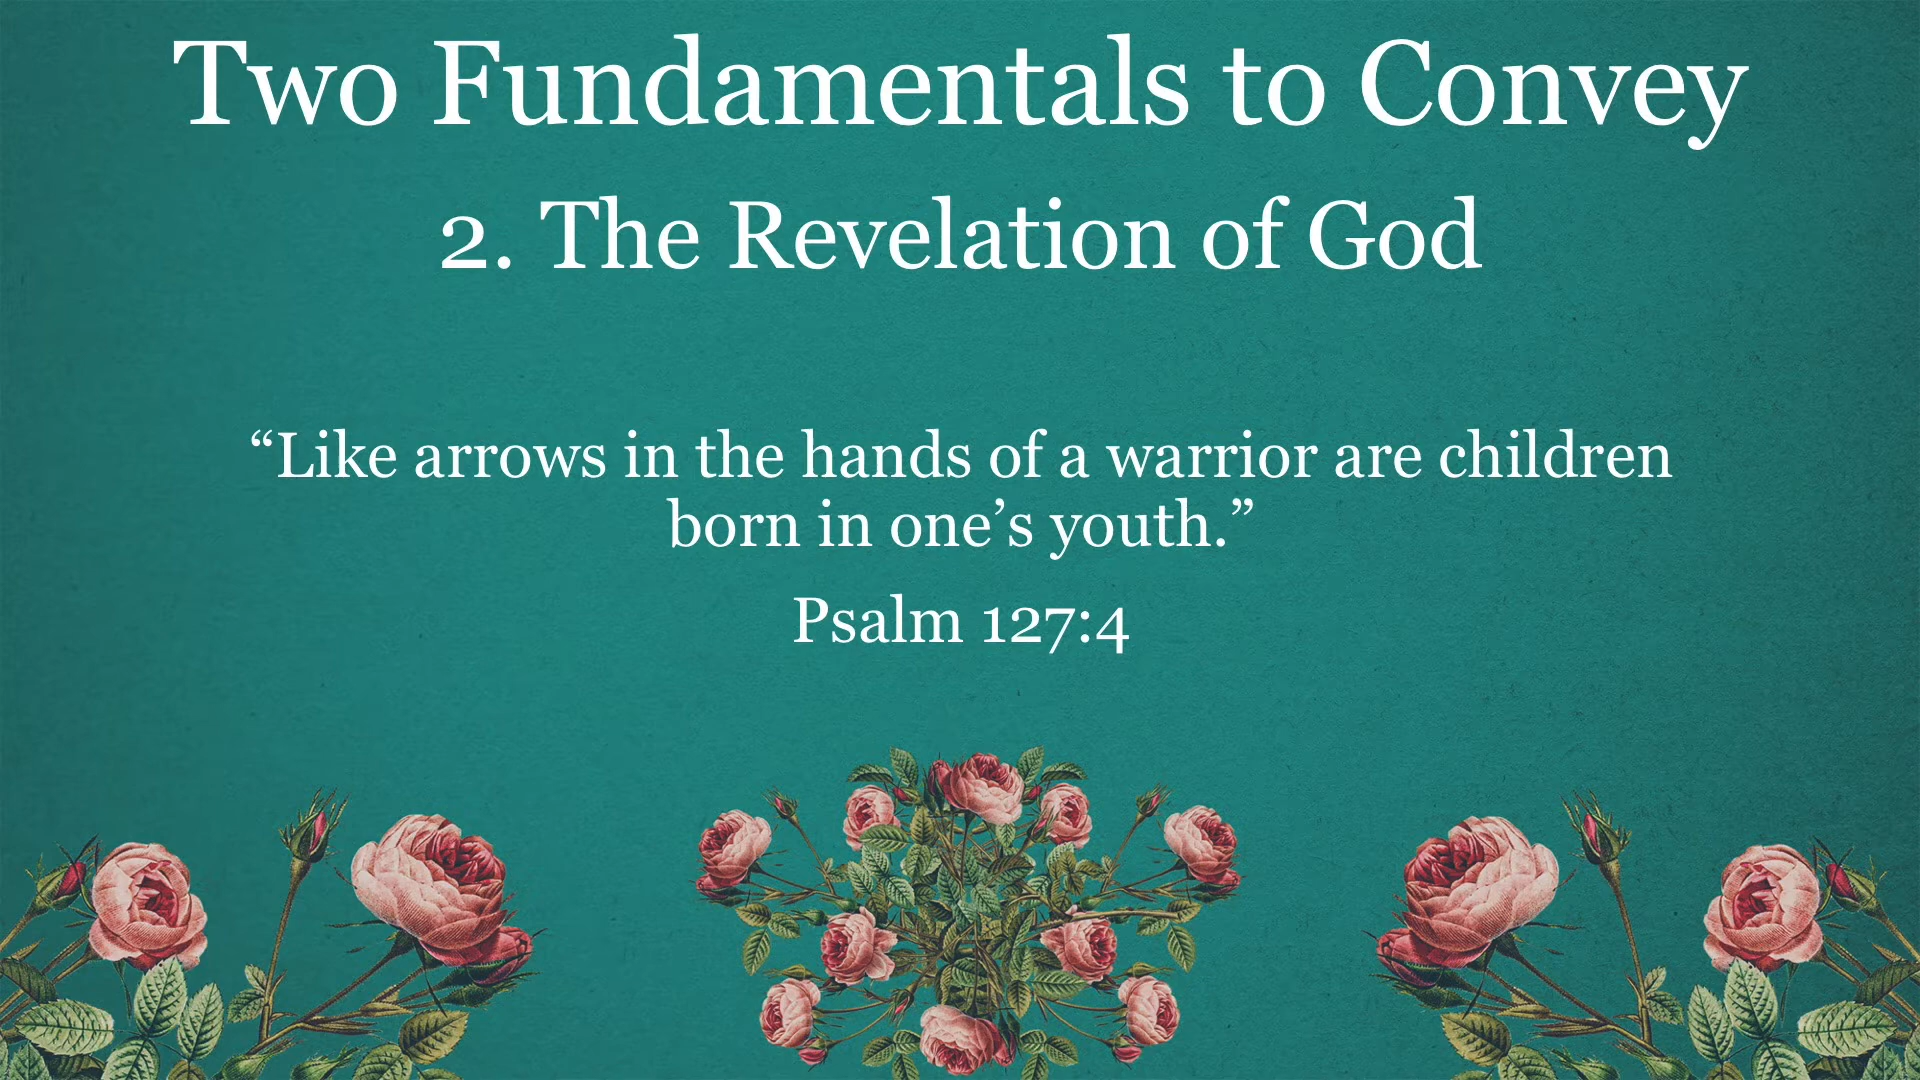 Two Fundamentals to Convey
2. The Revelation of God
“Like arrows in the hands of a warrior are children
born in one’s youth.”
Psalm 127:4